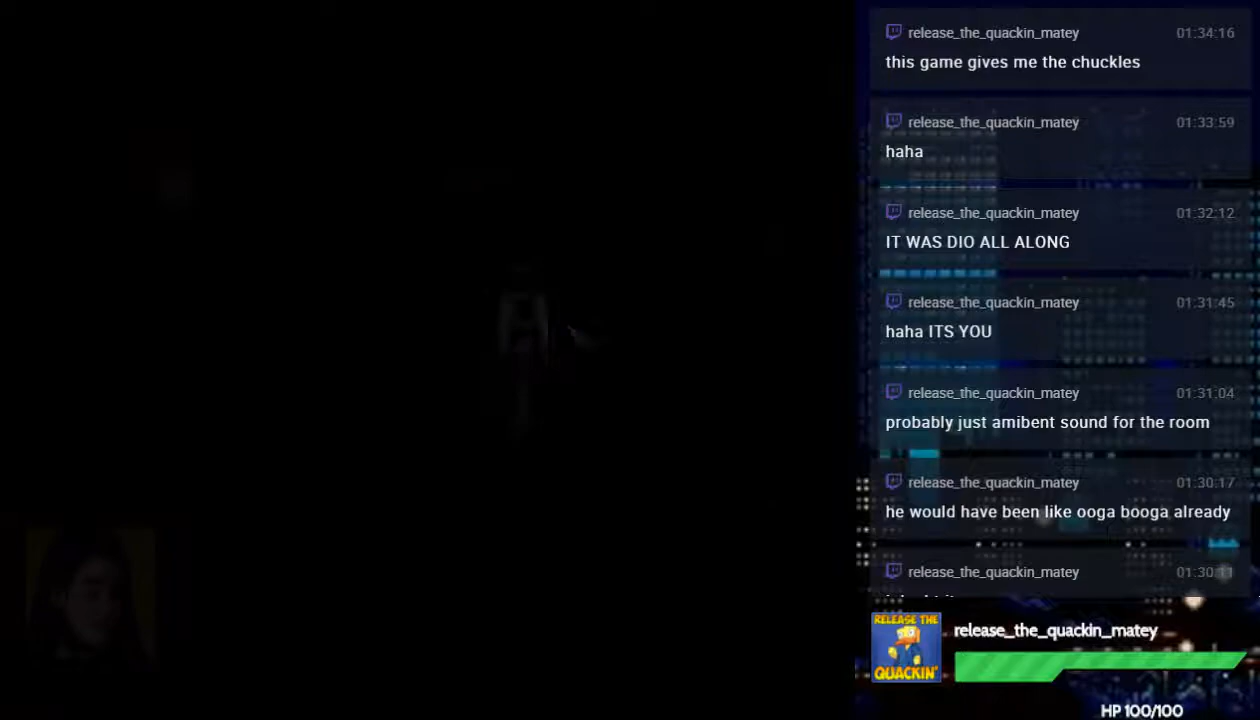 release_the_quackin_matey 01:34:16
this game gives me the chuckles
release_the_quackin_matey 01:33:59
haha
release_the_quackin_matey 01:32:12
IT WAS DIO ALL ALONG
release_the_quackin_matey 01:31:45
haha ITS YOU
release_the_quackin_matey 01:31:04
probably just amibent sound for the room
release_the_quackin_matey 01:30:17
he would have been like ooga booga already
release_the_quackin_matey 01:30:11
RELEASE THE
QUACKIN'
release_the_quackin_matey
HP 100/100